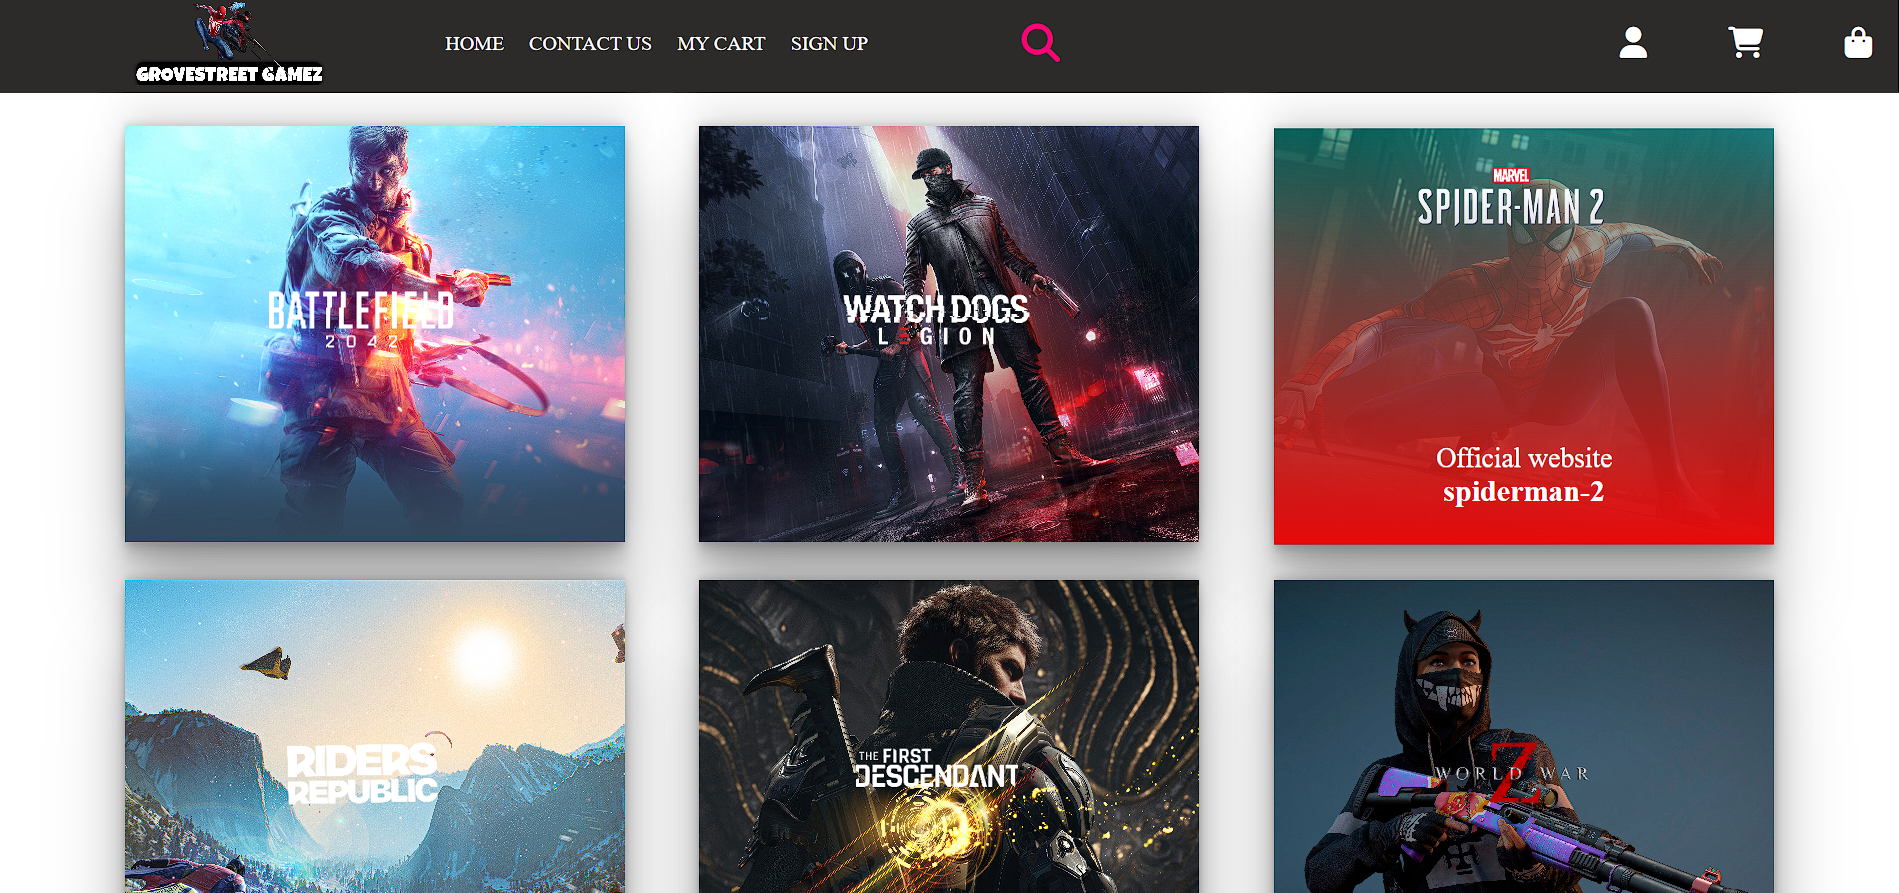 GROVESTREET GAMEZ
HOME
CONTACT US
MY CART
SIGN UP
BATTLEFIELD
2042
WATCH DOGS
LEGION
MARVEL
SPIDER-MAN 2
Official website
spiderman-2
RIDERS
REPUBLIC
THE FIRST
DESCENDANT
WORLD WAR
Z